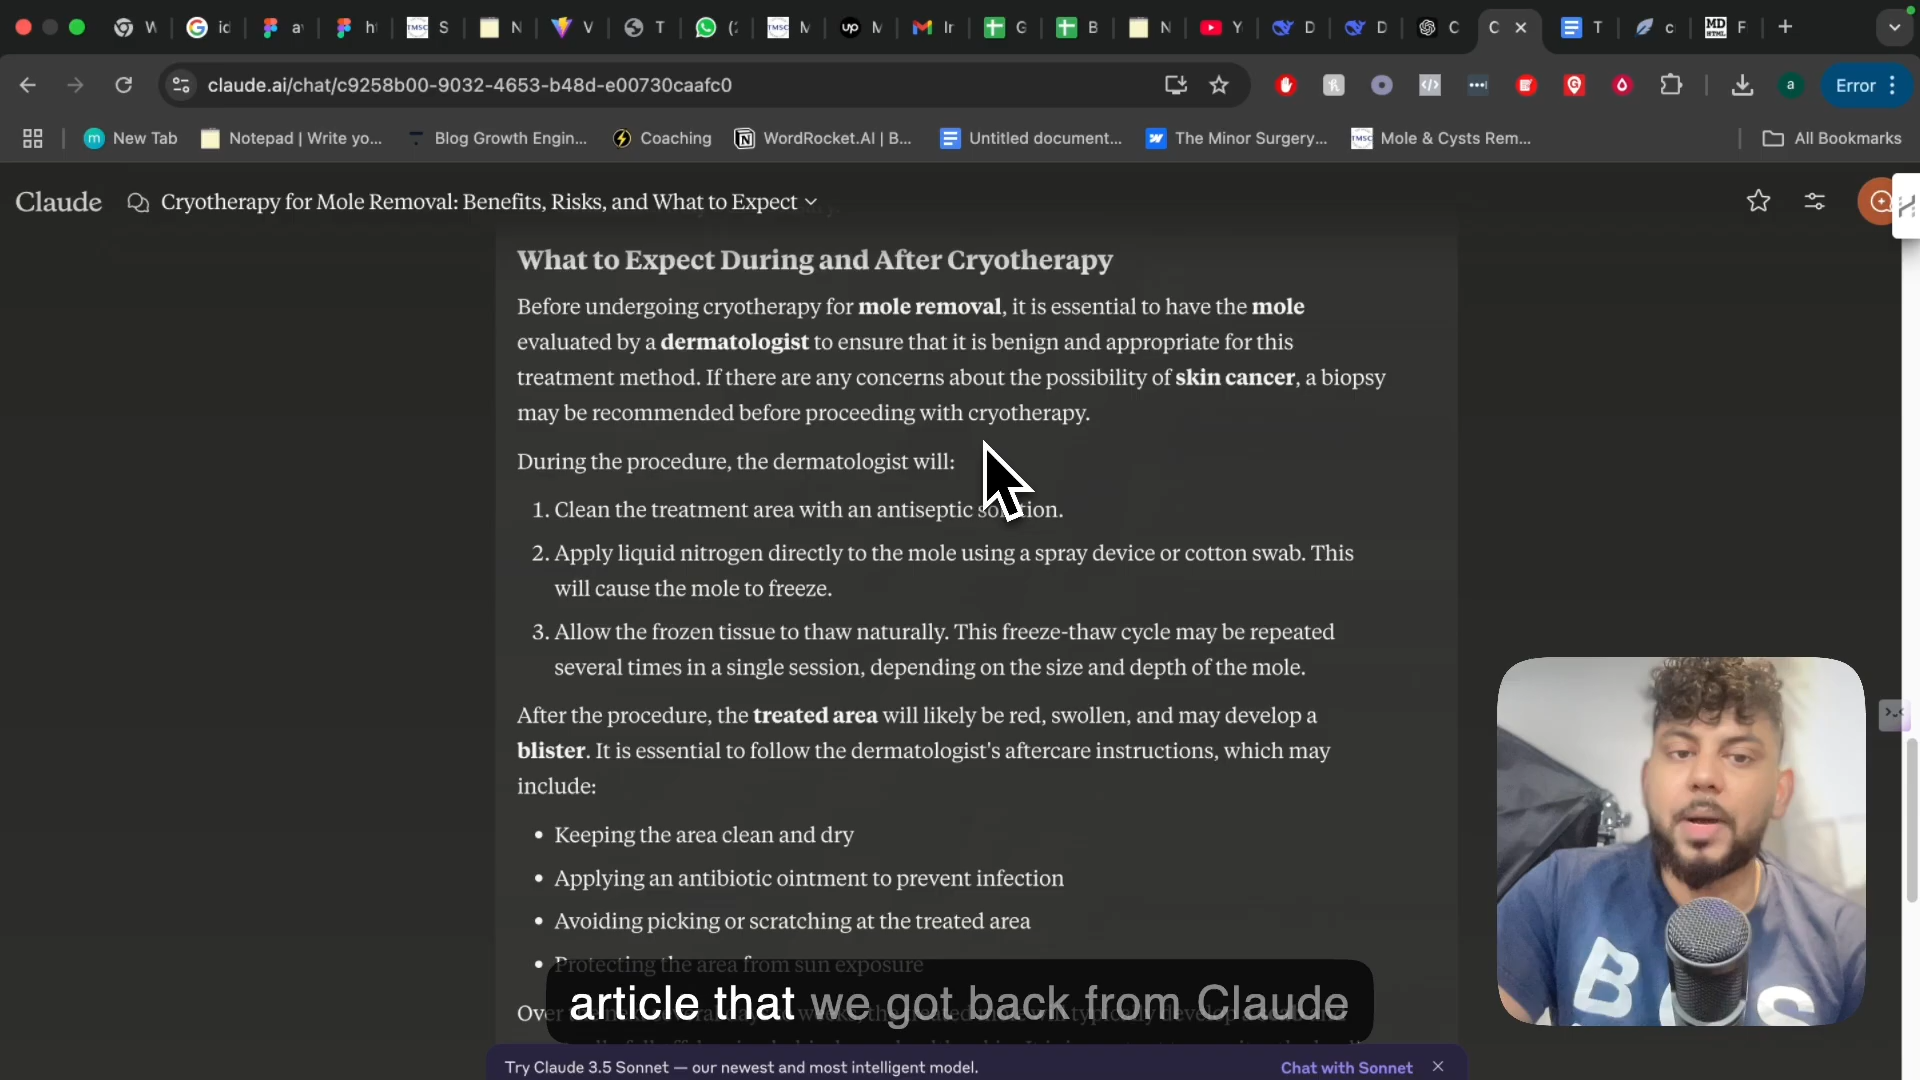 W
id
a
h
TMSC
S
N
V
T
(2
TMSC
M
up
M
Ir
G
B
N
Y
D
D
C
C
T
c
MD
HTML
F
claude.ai/chat/c9258b00-9032-4653-b48d-e00730caafc0
a
Error
m New Tab
Notepad | Write yo...
Blog Growth Engin...
Coaching
WordRocket.AI | B...
Untitled document...
The Minor Surgery...
TMSC Mole & Cysts Rem...
All Bookmarks
Claude
Cryotherapy for Mole Removal: Benefits, Risks, and What to Expect
What to Expect During and After Cryotherapy
Before undergoing cryotherapy for mole removal, it is essential to have the mole
evaluated by a dermatologist to ensure that it is benign and appropriate for this
treatment method. If there are any concerns about the possibility of skin cancer, a biopsy
may be recommended before proceeding with cryotherapy.
During the procedure, the dermatologist will:
1. Clean the treatment area with an antiseptic solution.
2. Apply liquid nitrogen directly to the mole using a spray device or cotton swab. This
will cause the mole to freeze.
3. Allow the frozen tissue to thaw naturally. This freeze-thaw cycle may be repeated
several times in a single session, depending on the size and depth of the mole.
After the procedure, the treated area will likely be red, swollen, and may develop a
blister. It is essential to follow the dermatologist's aftercare instructions, which may
include:
• Keeping the area clean and dry
• Applying an antibiotic ointment to prevent infection
• Avoiding picking or scratching at the treated area
• Protecting the area from sun exposure
article that we got back from Claude
Try Claude 3.5 Sonnet — our newest and most intelligent model.
Chat with Sonnet